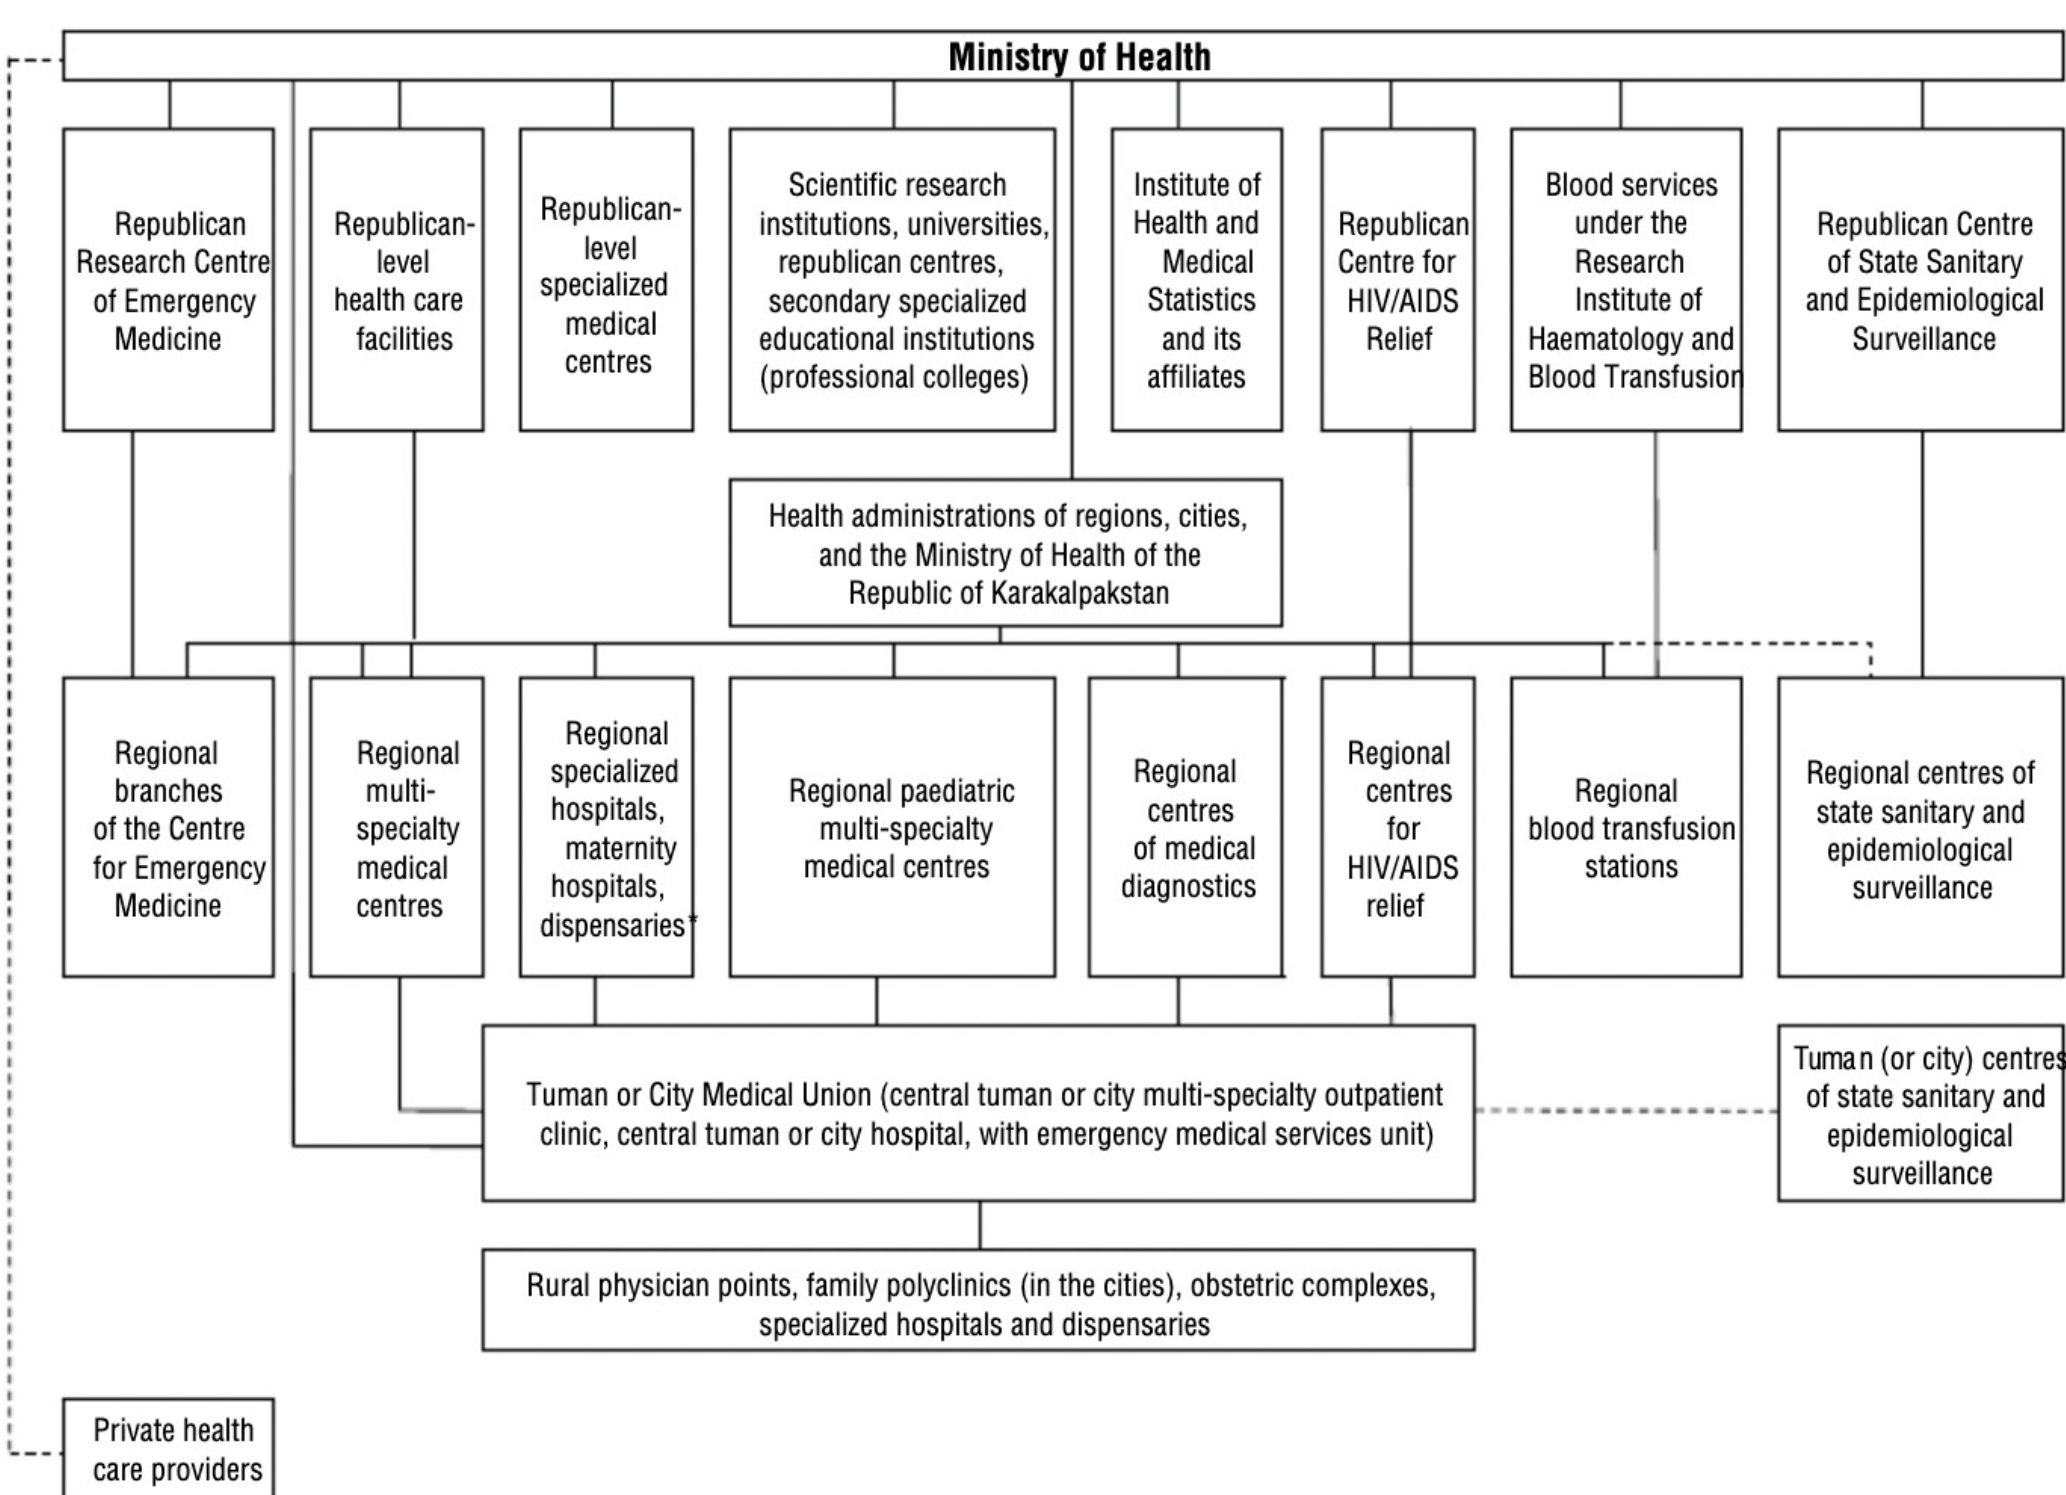 Ministry of Health
Republican
Research Centre
of Emergency
Medicine
Republican-
level
health care
facilities
Republican-
level
specialized
medical
centres
Scientific research
institutions, universities,
republican centres,
secondary specialized
educational institutions
(professional colleges)
Institute of
Health and
Medical
Statistics
and its
affiliates
Republican
Centre for
HIV/AIDS
Relief
Blood services
under the
Research
Institute of
Haematology and
Blood Transfusion
Republican Centre
of State Sanitary
and Epidemiological
Surveillance
Health administrations of regions, cities,
and the Ministry of Health of the
Republic of Karakalpakstan
Regional
branches
of the Centre
for Emergency
Medicine
Regional
multi-
specialty
medical
centres
Regional
specialized
hospitals,
maternity
hospitals,
dispensaries*
Regional paediatric
multi-specialty
medical centres
Regional
centres
of medical
diagnostics
Regional
centres
for
HIV/AIDS
relief
Regional
blood transfusion
stations
Regional centres of
state sanitary and
epidemiological
surveillance
Tuman or City Medical Union (central tuman or city multi-specialty outpatient
clinic, central tuman or city hospital, with emergency medical services unit)
Tuman (or city) centres
of state sanitary and
epidemiological
surveillance
Rural physician points, family polyclinics (in the cities), obstetric complexes,
specialized hospitals and dispensaries
Private health
care providers